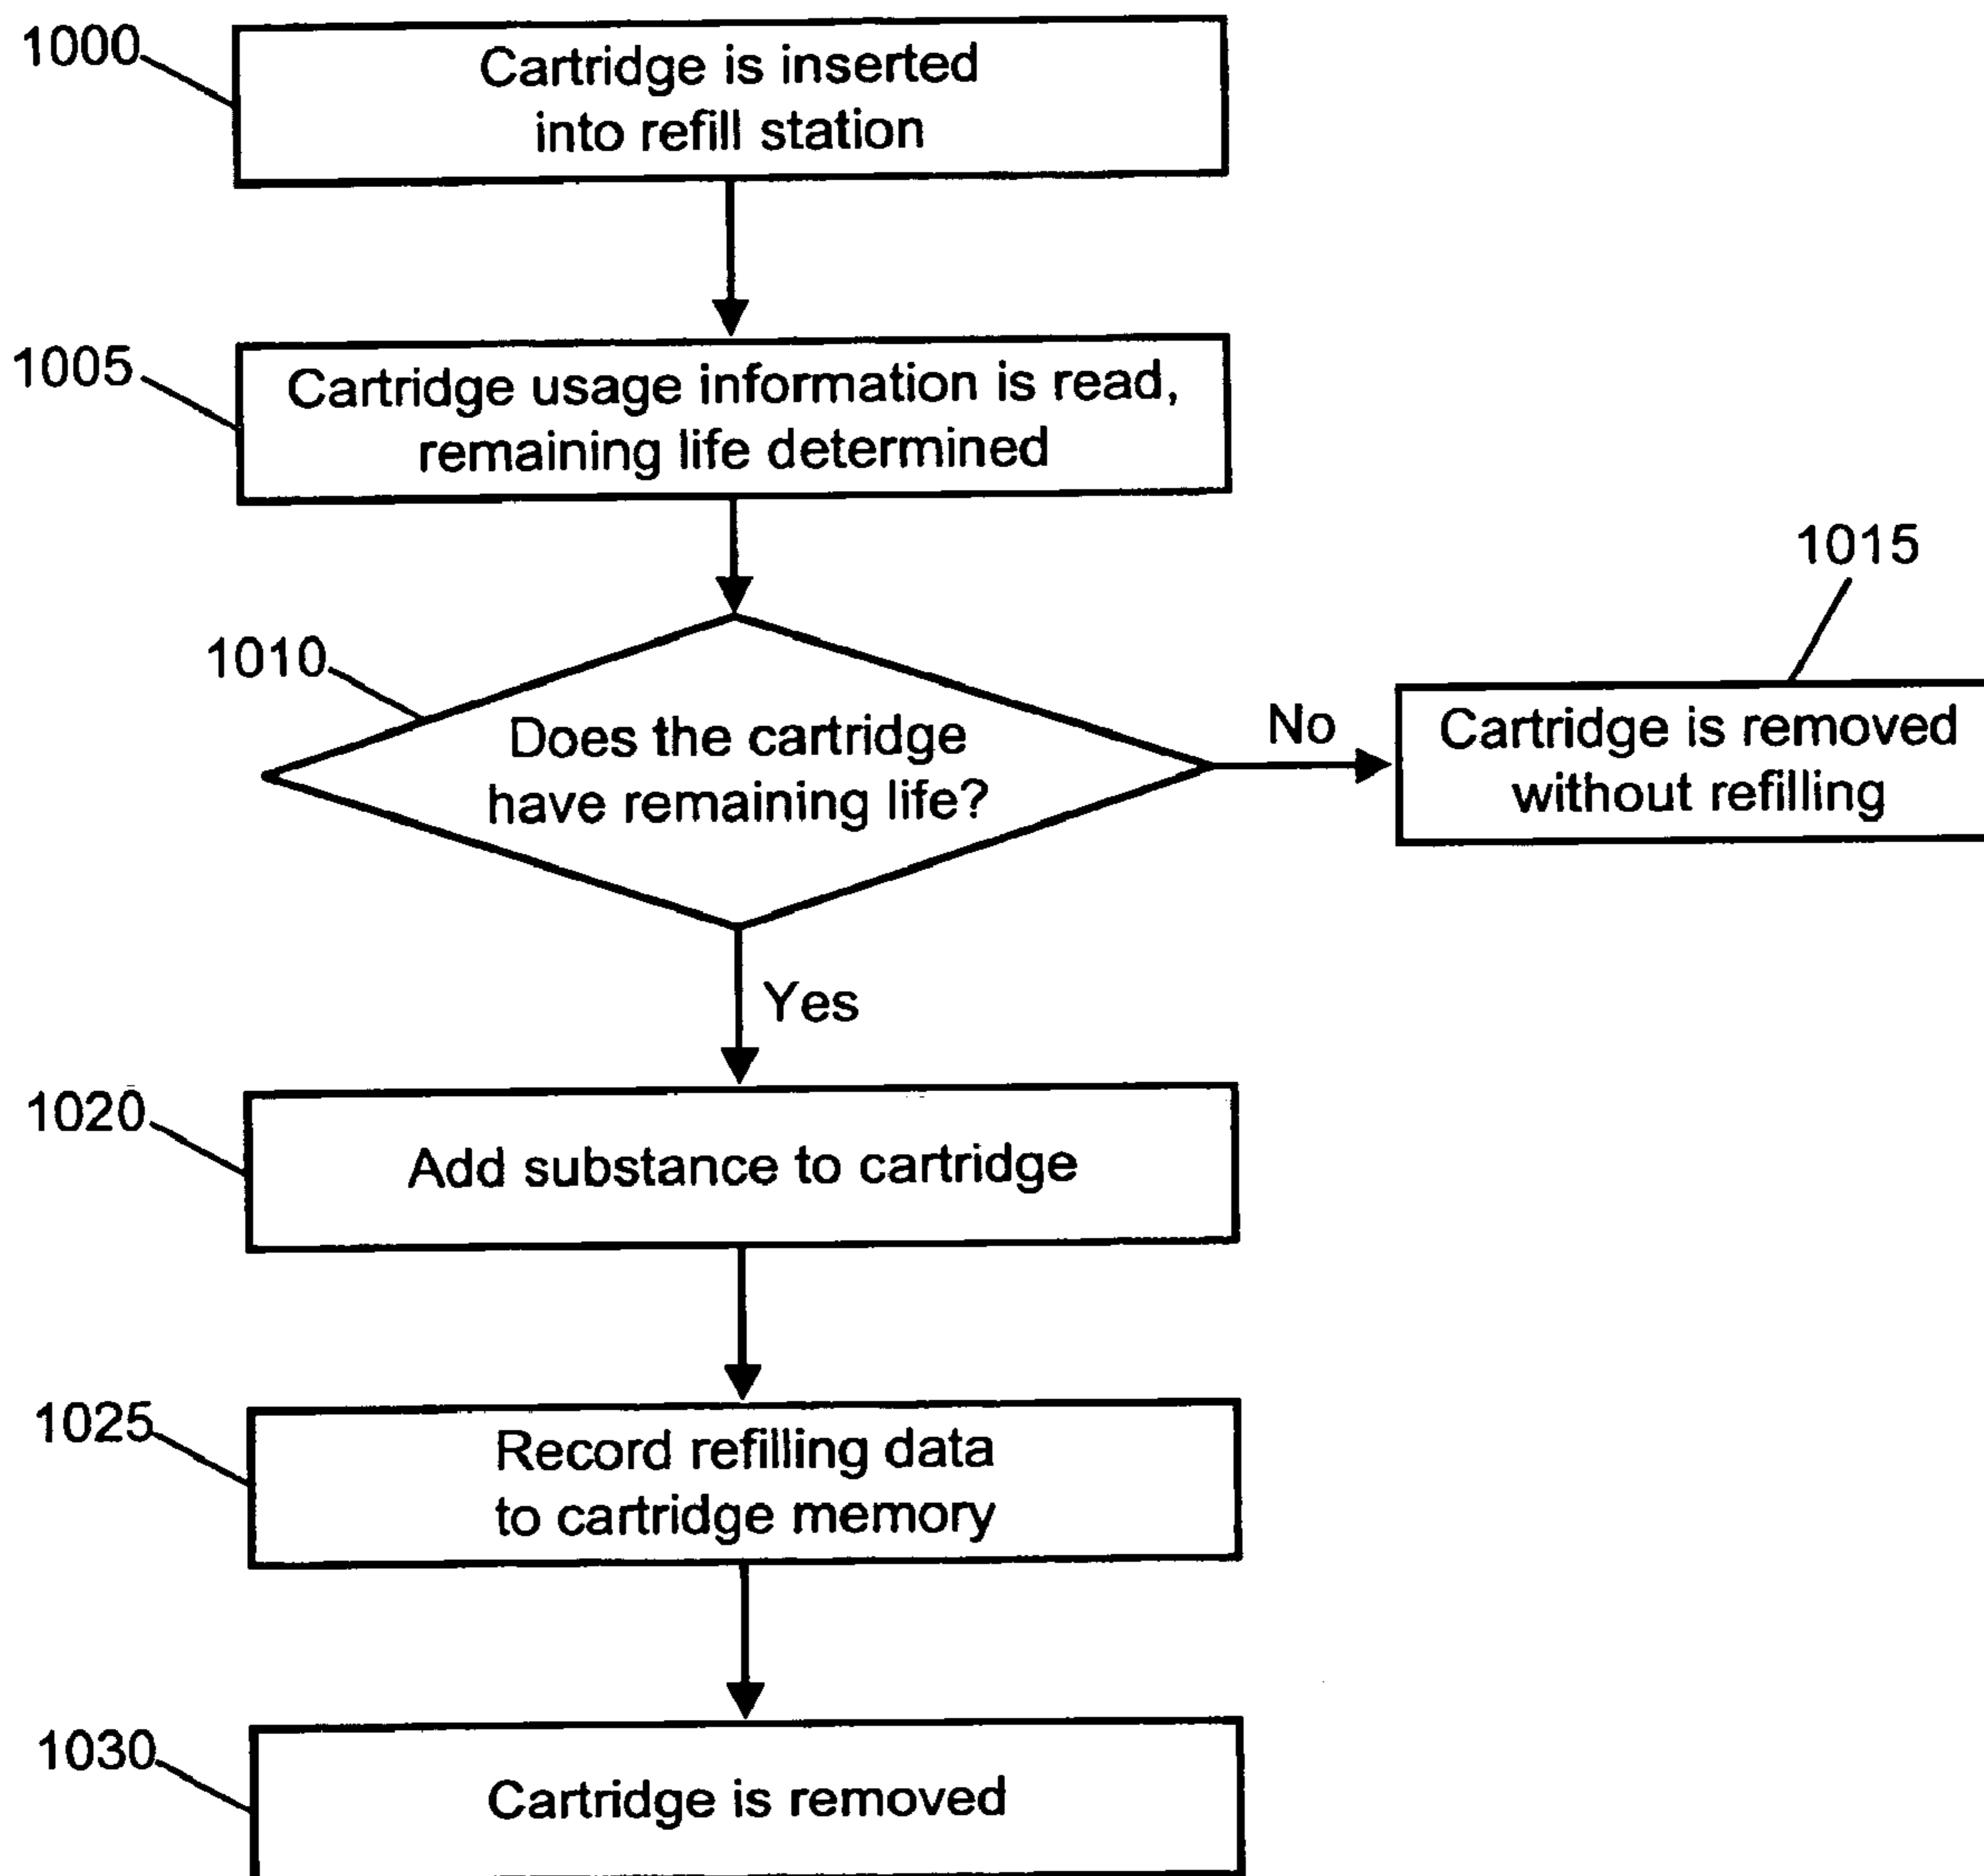 1000
Cartridge is inserted
into refill station
1005
Cartridge usage information is read,
remaining life determined
1010
Does the cartridge
have remaining life?
No
1015
Cartridge is removed
without refilling
Yes
1020
Add substance to cartridge
1025
Record refilling data
to cartridge memory
1030
Cartridge is removed